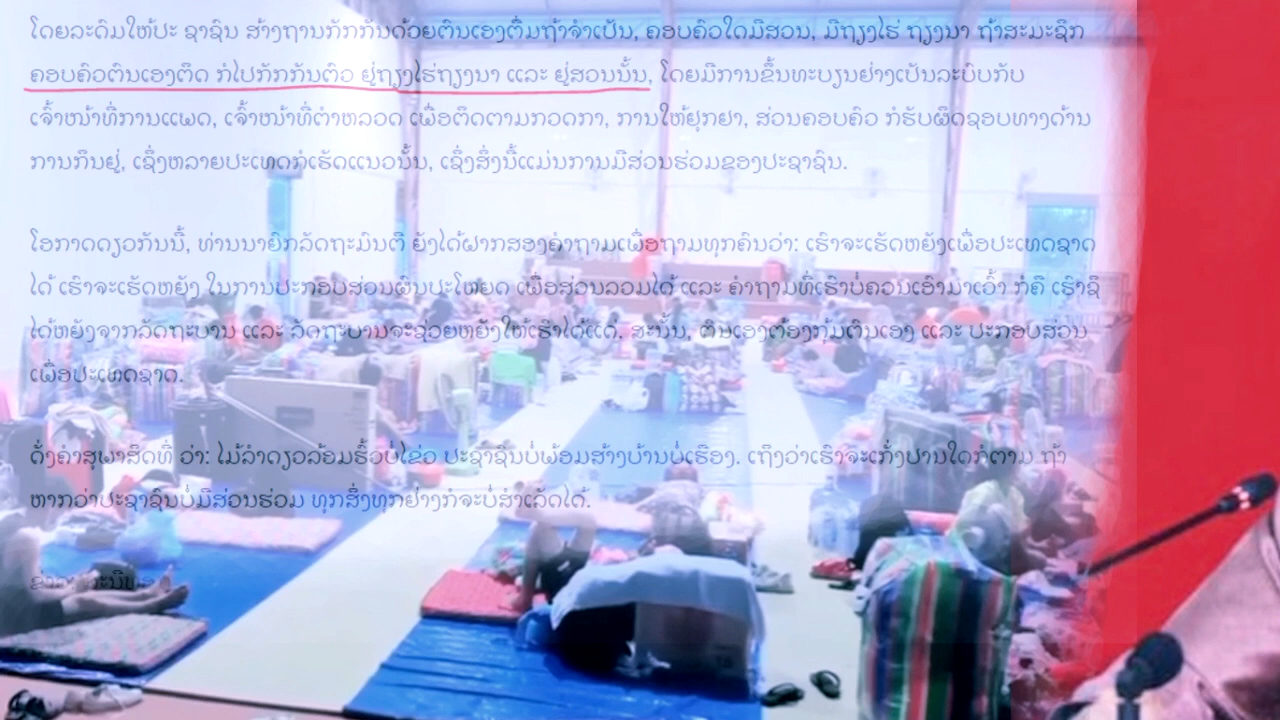 ໂດຍລະດົມໃຫ້ປະ ຊາຊົນ ສ້າງຖານກັກກັນດ້ວຍຕົນເອງຕື່ມຖ້າຈໍາເປັນ, ຄອບຄົວໃດມີສວນ, ມີຖຽງໄຮ່ ຖຽງນາ ຖ້າສະມະຊິກ
ຄອບຄົວຕົນເອງຕິດ ກໍໄປກັກກັນຕົວ ຢູ່ຖຽງໄຮ່ຖຽງນາ ແລະ ຢູ່ສວນນັ້ນ, ໂດຍມີການຂຶ້ນທະບຽນຢ່າງເປັນລະບົບກັບ
ເຈົ້າໜ້າທີ່ການແພດ, ເຈົ້າໜ້າທີ່ຕໍາຫລວດ ເພື່ອຕິດຕາມກວດກາ, ການໃຫ້ຢຸກຢາ, ສ່ວນຄອບຄົວ ກໍຮັບຜິດຊອບທາງດ້ານ
ການກິນຢູ່, ເຊິ່ງຫລາຍປະເທດກໍເຮັດແນວນັ້ນ, ເຊິ່ງສິ່ງນີ້ແມ່ນການມີສ່ວນຮ່ວມຂອງປະຊາຊົນ.
ໂອກາດດຽວກັນນີ້, ທ່ານນາຍົກລັດຖະມົນຕີ ຍັງໄດ້ຝາກສອງຄໍາຖາມເພື່ອຖາມທຸກຄົນວ່າ: ເຮົາຈະເຮັດຫຍັງເພື່ອປະເທດຊາດ
ໄດ້ ເຮົາຈະເຮັດຫຍັງ ໃນການປະກອບສ່ວນຜົນປະໂຫຍດ ເພື່ອສ່ວນລວມໄດ້ ແລະ ຄໍາຖາມທີ່ເຮົາບໍ່ຄວນເອົາມາເວົ້າ ກໍຄື ເຮົາຊິ
ໄດ້ຫຍັງຈາກລັດຖະບານ ແລະ ລັດຖະບານຈະຊ່ວຍຫຍັງໃຫ້ເຮົາໄດ້ແດ່. ສະນັ້ນ, ຕົນເອງຕ້ອງກຸ້ມຕົນເອງ ແລະ ປະກອບສ່ວນ
ເພື່ອປະເທດຊາດ.
ດັ່ງຄໍາສຸພາສິດທີ່ ວ່າ: ໄມ້ລໍາດຽວລ້ອມຮົ້ວບໍ່ໄຂ່ວ ປະຊາຊົນບໍ່ພ້ອມສ້າງບ້ານບໍ່ເຮືອງ. ເຖິງວ່າເຮົາຈະເກັ່ງປານໃດກໍຕາມ ຖ້າ
ຫາກວ່າປະຊາຊົນບໍ່ມີສ່ວນຮ່ວມ ທຸກສິ່ງທຸກຢ່າງກໍຈະບໍ່ສໍາເລັດໄດ້.